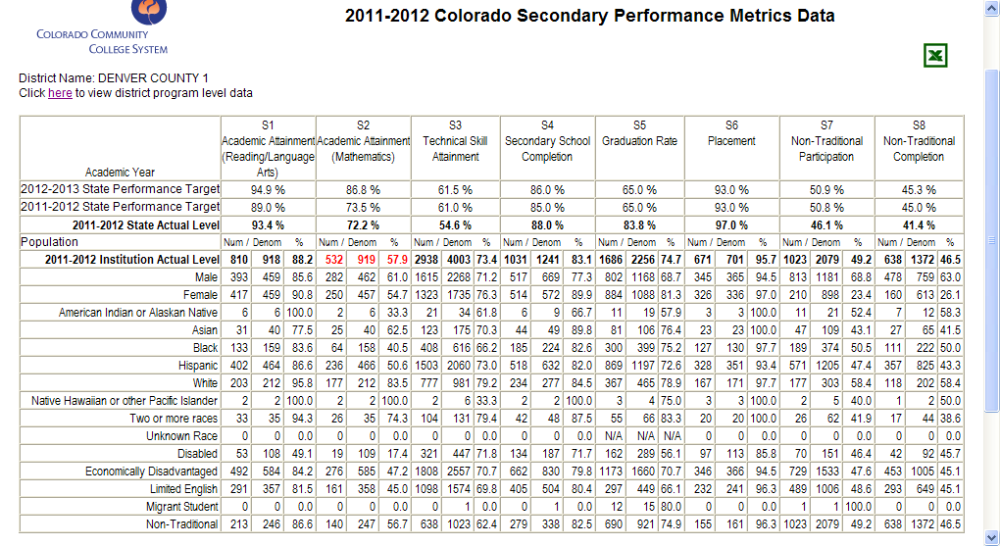 2011-2012 Colorado Secondary Performance Metrics Data
COLORADO COMMUNITY
COLLEGE SYSTEM
District Name: DENVER COUNTY 1
Click here to view district program level data
Academic Year S1 Academic Attainment (Reading/Language Arts) S2 Academic Attainment (Mathematics) S3 Technical Skill Attainment S4 Secondary School Completion S5 Graduation Rate S6 Placement S7 Non-Traditional Participation S8 Non-Traditional Completion
2012-2013 State Performance Target 94.9 % 86.8 % 61.5 % 86.0 % 65.0 % 93.0 % 50.9 % 45.3 %
2011-2012 State Performance Target 89.0 % 73.5 % 61.0 % 85.0 % 65.0 % 93.0 % 50.8 % 45.0 %
2011-2012 State Actual Level 93.4 % 72.2 % 54.6 % 88.0 % 83.8 % 97.0 % 46.1 % 41.4 %
Population Num / Denom % Num / Denom % Num / Denom % Num / Denom % Num / Denom % Num / Denom % Num / Denom % Num / Denom %
2011-2012 Institution Actual Level 810 918 88.2 532 919 57.9 2938 4003 73.4 1031 1241 83.1 1686 2256 74.7 671 701 95.7 1023 2079 49.2 638 1372 46.5
Male 393 459 85.6 282 462 61.0 1615 2268 71.2 517 669 77.3 802 1168 68.7 345 365 94.5 813 1181 68.8 478 759 63.0
Female 417 459 90.8 250 457 54.7 1323 1735 76.3 514 572 89.9 884 1088 81.3 326 336 97.0 210 898 23.4 160 613 26.1
American Indian or Alaskan Native 6 6 100.0 2 6 33.3 21 34 61.8 6 9 66.7 11 19 57.9 3 3 100.0 11 21 52.4 7 12 58.3
Asian 31 40 77.5 25 40 62.5 123 175 70.3 44 49 89.8 81 106 76.4 23 23 100.0 47 109 43.1 27 65 41.5
Black 133 159 83.6 64 158 40.5 408 616 66.2 185 224 82.6 300 399 75.2 127 130 97.7 189 374 50.5 111 222 50.0
Hispanic 402 464 86.6 236 466 50.6 1503 2060 73.0 518 632 82.0 869 1197 72.6 328 351 93.4 571 1205 47.4 357 825 43.3
White 203 212 95.8 177 212 83.5 777 981 79.2 234 277 84.5 367 465 78.9 167 171 97.7 177 303 58.4 118 202 58.4
Native Hawaiian or other Pacific Islander 2 2 100.0 2 2 100.0 2 6 33.3 2 2 100.0 3 4 75.0 3 3 100.0 2 5 40.0 1 2 50.0
Two or more races 33 35 94.3 26 35 74.3 104 131 79.4 42 48 87.5 55 66 83.3 20 20 100.0 26 62 41.9 17 44 38.6
Unknown Race 0 0 0.0 0 0 0.0 0 0 0.0 0 0 0.0 N/A N/A N/A 0 0 0.0 0 0 0.0 0 0 0.0
Disabled 53 108 49.1 19 109 17.4 321 447 71.8 134 187 71.7 162 289 56.1 97 113 85.8 70 151 46.4 42 92 45.7
Economically Disadvantaged 492 584 84.2 276 585 47.2 1808 2557 70.7 662 830 79.8 1173 1660 70.7 346 366 94.5 729 1533 47.6 453 1005 45.1
Limited English 291 357 81.5 161 358 45.0 1098 1574 69.8 405 504 80.4 297 449 66.1 232 241 96.3 489 1006 48.6 293 649 45.1
Migrant Student 0 0 0.0 0 0 0.0 0 1 0.0 0 1 0.0 12 15 80.0 0 0 0.0 1 1 100.0 0 0 0.0
Non-Traditional 213 246 86.6 140 247 56.7 638 1023 62.4 279 338 82.5 690 921 74.9 155 161 96.3 1023 2079 49.2 638 1372 46.5